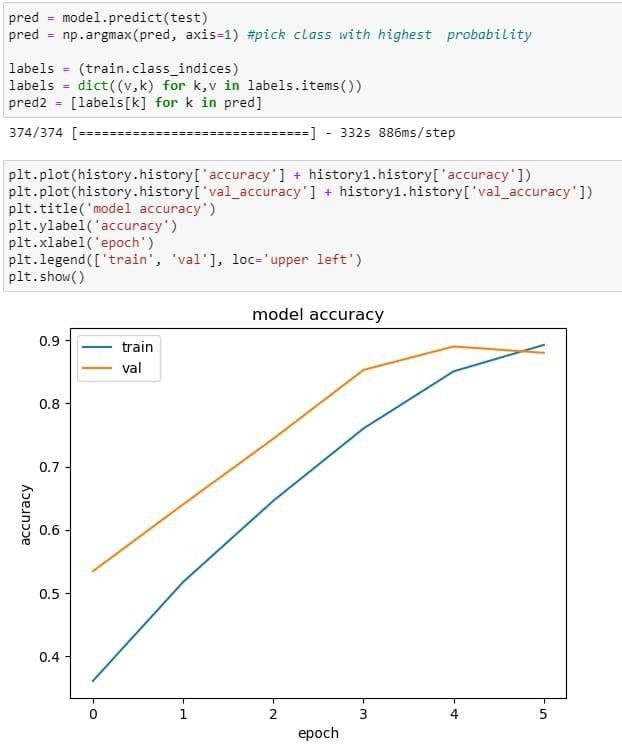 pred = model.predict(test)
pred = np.argmax(pred, axis=1) #pick class with highest  probability
labels = (train.class_indices)
labels = dict((v,k) for k,v in labels.items())
pred2 = [labels[k] for k in pred]
374/374 [==============================] - 332s 886ms/step
plt.plot(history.history['accuracy'] + history1.history['accuracy'])
plt.plot(history.history['val_accuracy'] + history1.history['val_accuracy'])
plt.title('model accuracy')
plt.ylabel('accuracy')
plt.xlabel('epoch')
plt.legend(['train', 'val'], loc='upper left')
plt.show()
model accuracy
train
val
0.9
0.8
0.7
0.6
0.5
0.4
accuracy
0 1 2 3 4 5
epoch